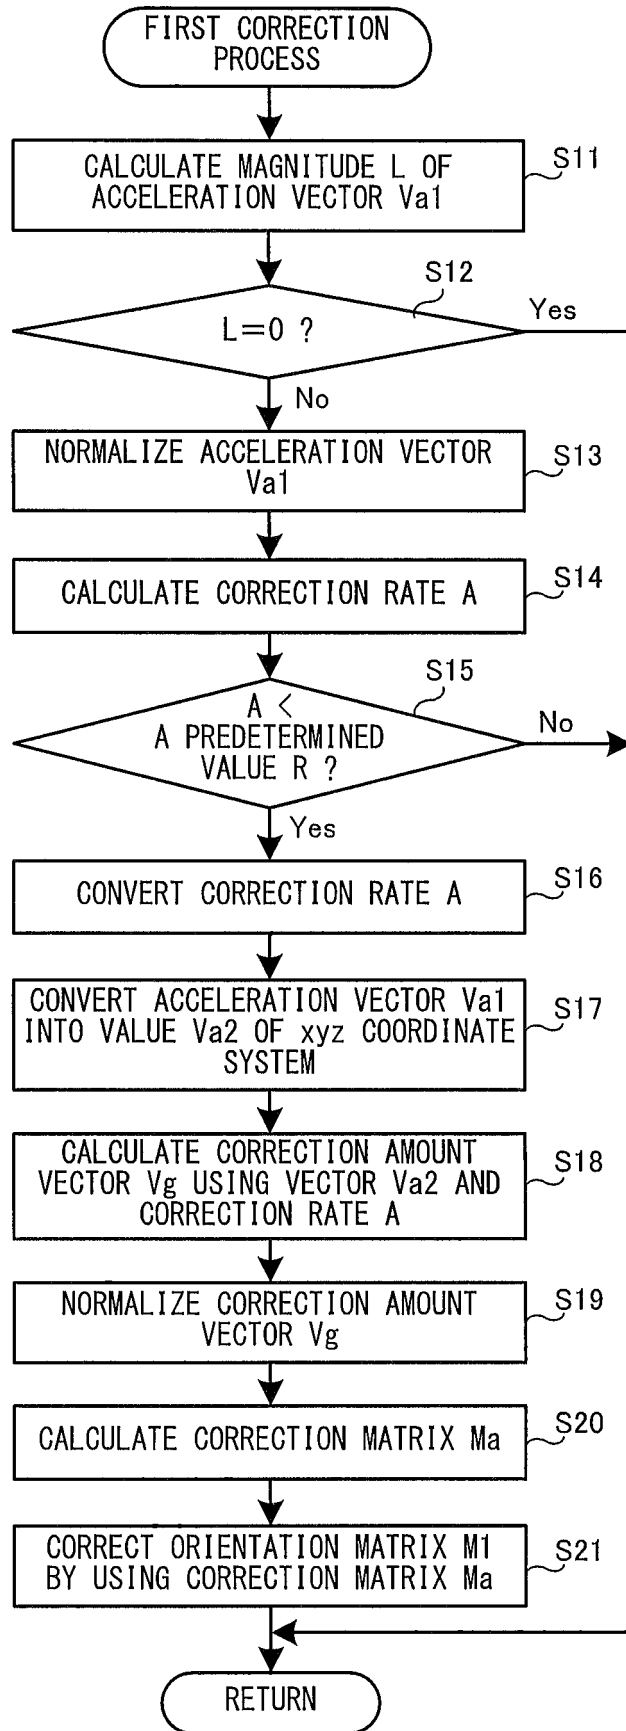 FIRST CORRECTION
PROCESS
CALCULATE MAGNITUDE L OF
ACCELERATION VECTOR Va1
S11
S12
L=0 ?
Yes
No
NORMALIZE ACCELERATION VECTOR
Va1
S13
CALCULATE CORRECTION RATE A
S14
S15
A <
A PREDETERMINED
VALUE R ?
No
Yes
CONVERT CORRECTION RATE A
S16
CONVERT ACCELERATION VECTOR Va1
INTO VALUE Va2 OF xyz COORDINATE
SYSTEM
S17
CALCULATE CORRECTION AMOUNT
VECTOR Vg USING VECTOR Va2 AND
CORRECTION RATE A
S18
NORMALIZE CORRECTION AMOUNT
VECTOR Vg
S19
CALCULATE CORRECTION MATRIX Ma
S20
CORRECT ORIENTATION MATRIX M1
BY USING CORRECTION MATRIX Ma
S21
RETURN